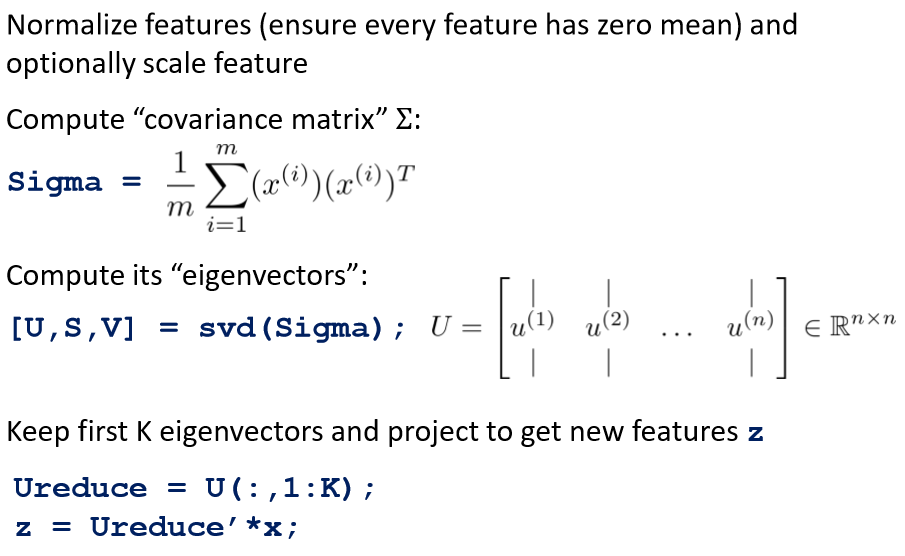 Normalize features (ensure every feature has zero mean) and
optionally scale feature
Compute “covariance matrix” Σ:
Sigma = \frac{1}{m} \sum_{i=1}^{m} (x^{(i)})(x^{(i)})^T
Compute its “eigenvectors”:
[U,S,V] = svd(Sigma); U = \begin{bmatrix} | & | & & | \\ u^{(1)} & u^{(2)} & \dots & u^{(n)} \\ | & | & & | \end{bmatrix} \in \mathbb{R}^{n \times n}
Keep first K eigenvectors and project to get new features z
Ureduce = U(:,1:K);
z = Ureduce’*x;